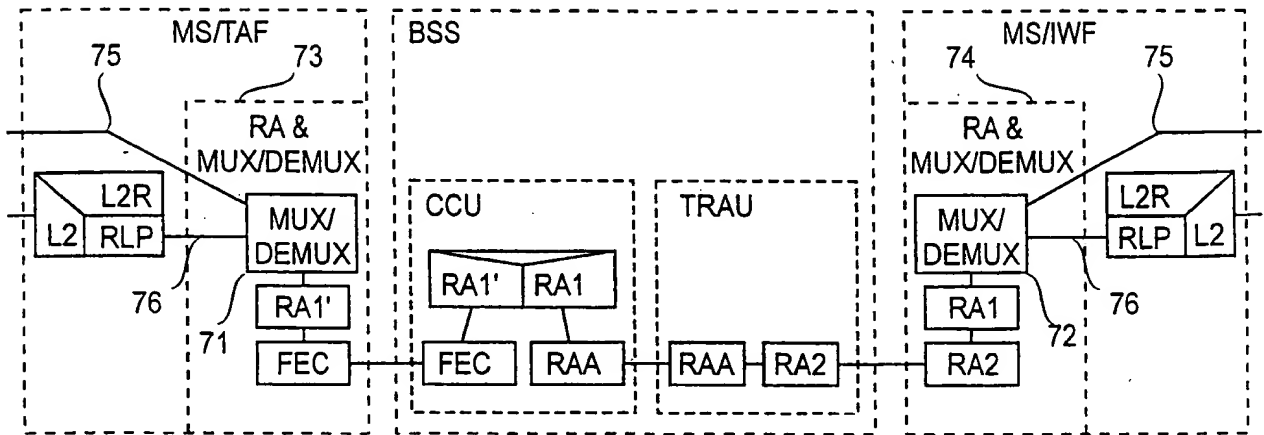 MS/TAF
75
73
RA &
MUX/DEMUX
L2R
L2
RLP
MUX/
DEMUX
76
71
RA1'
FEC
BSS
CCU
RA1'
RA1
FEC
RAA
TRAU
RAA
RA2
MS/IWF
74
75
RA &
MUX/DEMUX
MUX/
DEMUX
L2R
RLP
L2
RA1
72
76
RA2